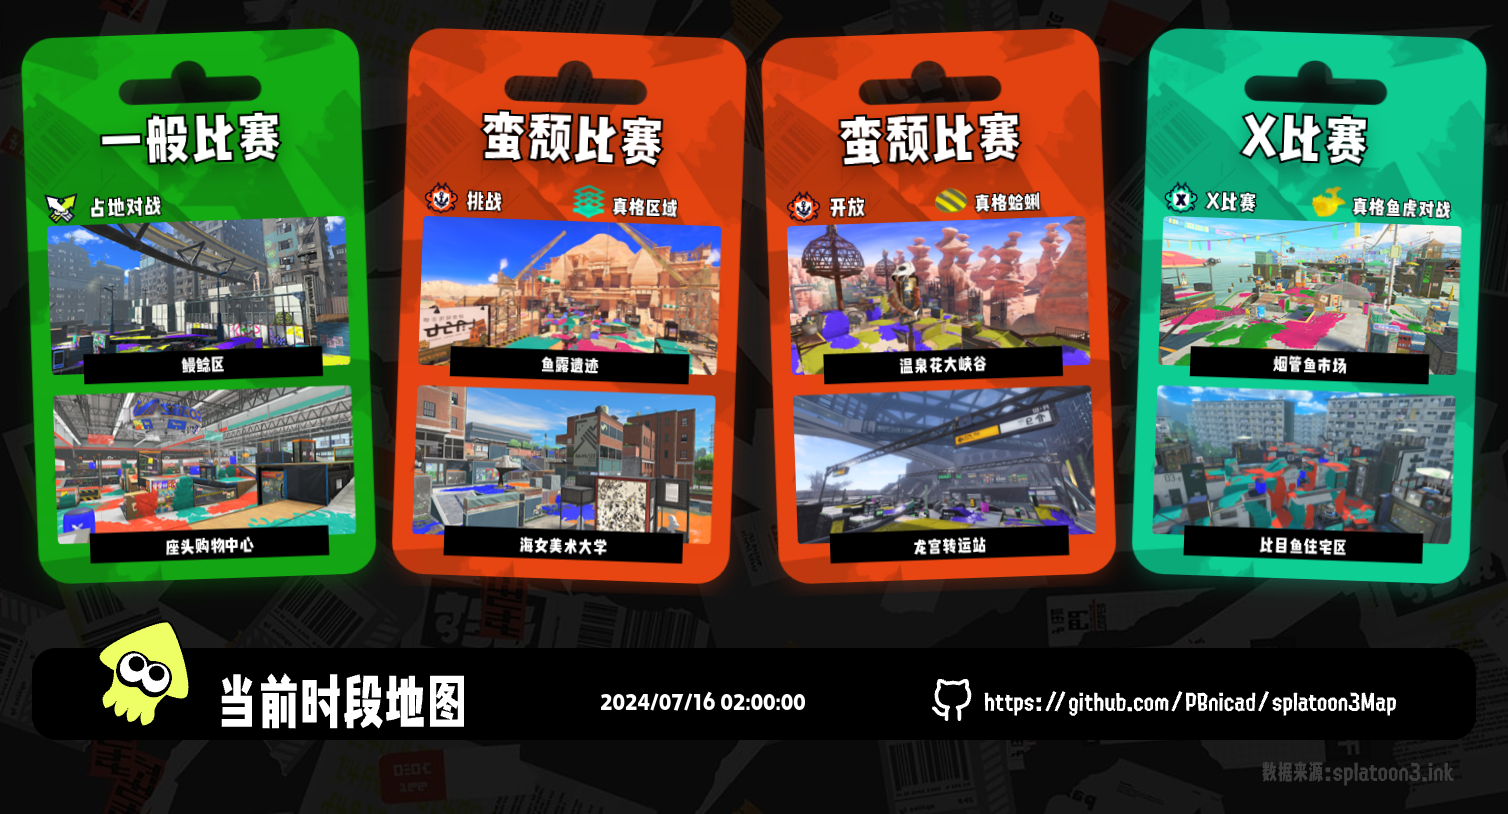 一般比赛
占地对战
鳗鲶区
座头购物中心
蛮颓比赛
挑战
真格区域
鱼露遗迹
海女美术大学
蛮颓比赛
开放
真格蛤蜊
温泉花大峡谷
龙宫转运站
X比赛
X比赛
真格鱼虎对战
烟管鱼市场
比目鱼住宅区
当前时段地图
2024/07/16 02:00:00
https://github.com/PBnicad/splatoon3Map
数据来源:splatoon3.ink